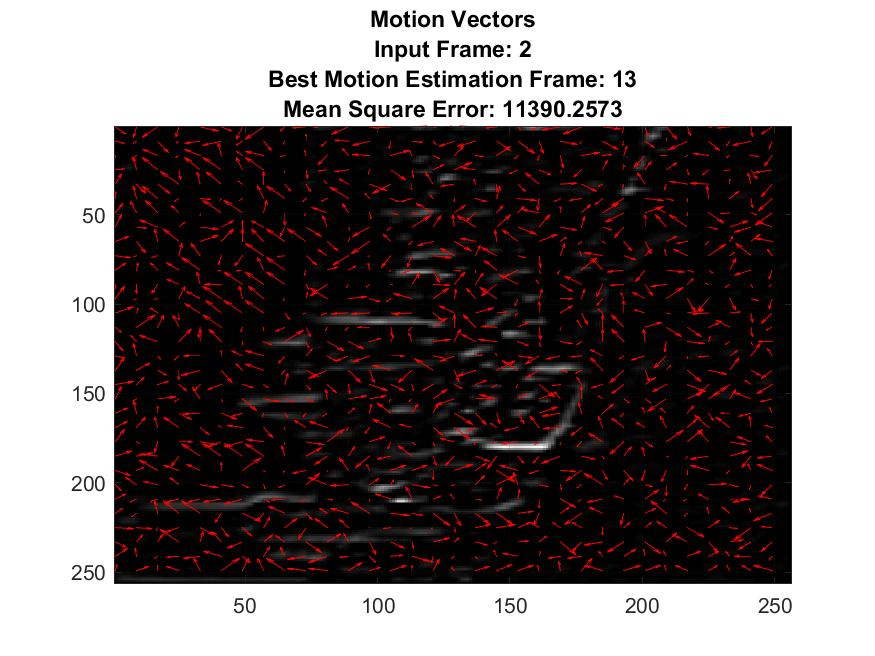 Motion Vectors
Input Frame: 2
Best Motion Estimation Frame: 13
Mean Square Error: 11390.2573
50
100
150
200
250
50 100 150 200 250